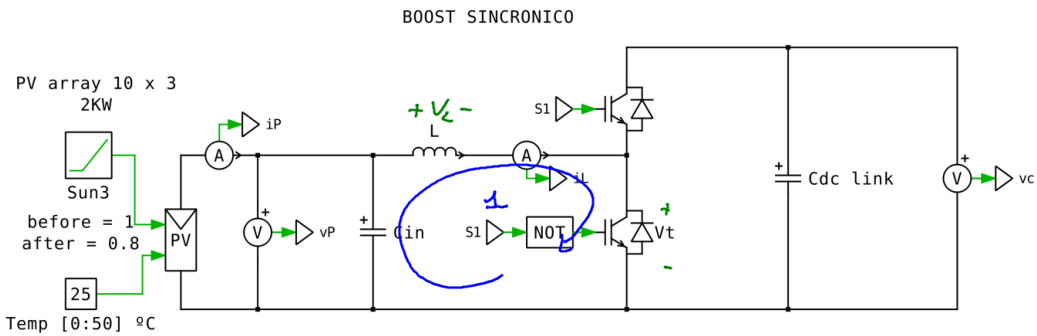 BOOST SINCRONICO
PV array 10 x 3
2KW
iP
+ VL -
L
S1
A
A
Sun3
iL
+
Cdc link
+
V
vc
before = 1
after = 0.8
PV
+
V
vP
+
Cin
1
S1
NOT
+
Vt
-
25
Temp [0:50] ºC